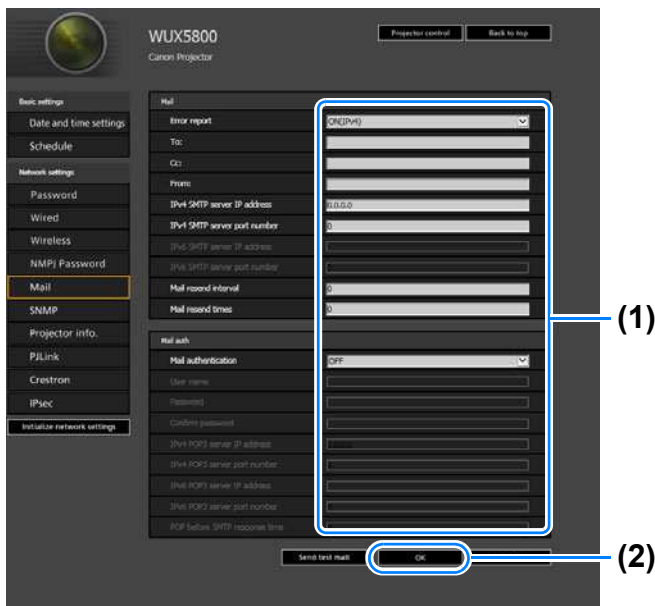 WUX5800
Canon Projector
Projector control
Back to top
Basic settings
Date and time settings
Schedule
Network settings
Password
Wired
Wireless
NMPJ Password
Mail
SNMP
Projector info.
PJLink
Crestron
IPsec
Initialize network settings
Mail
Error report
ON(IPv4)
To:
Cc:
From:
IPv4 SMTP server IP address
0.0.0.0
IPv4 SMTP server port number
0
IPv6 SMTP server IP address
IPv6 SMTP server port number
Mail resend interval
0
Mail resend times
0
(1)
Mail auth
Mail authentication
OFF
User name
Password
Confirm password
IPv4 POP3 server IP address
IPv4 POP3 server port number
IPv6 POP3 server IP address
IPv6 POP3 server port number
POP before SMTP response time
Send test mail
OK
(2)